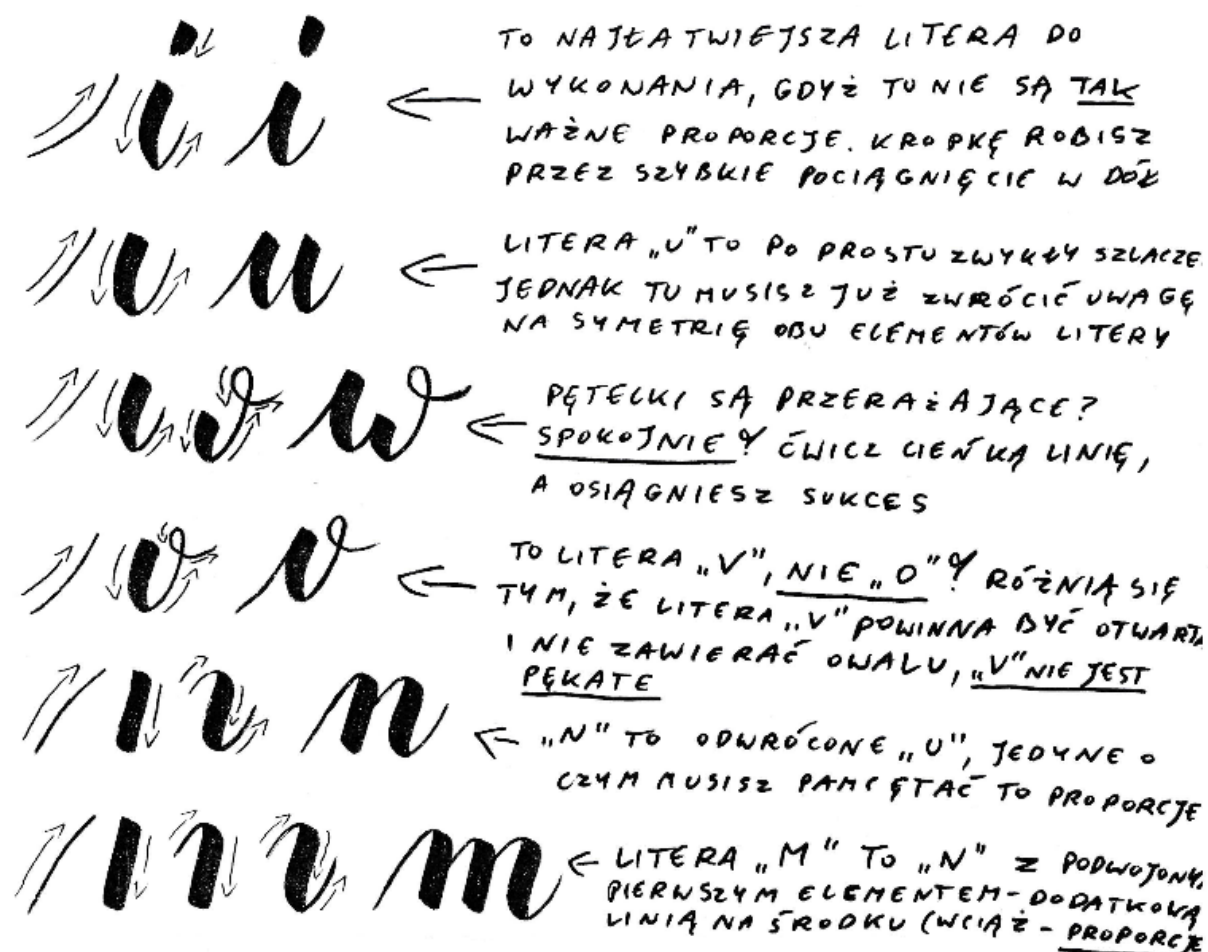 i i
TO NAJŁATWIEJSZA LITERA DO
WYKONANIA, GDYŻ TU NIE SĄ TAK
WAŻNE PROPORCJE. KROPKĘ ROBISZ
PRZEZ SZYBKIE POCIĄGNIĘCIE W DÓŁ
u u
LITERA „U" TO PO PROSTU ZWYKŁY SZLACZE
JEDNAK TU MUSISZ JUŻ ZWRÓCIĆ UWAGĘ
NA SYMETRIĘ OBU ELEMENTÓW LITERY
w w
PĘTELKI SĄ PRZERAŻAJĄCE?
SPOKOJNIE! ĆWICZ CIEŃKĄ LINIĘ,
A OSIĄGNIESZ SUKCES
v v
TO LITERA „V", NIE „O"! RÓŻNIĄ SIĘ
TYM, ŻE LITERA „V" POWINNA BYĆ OTWARTA
I NIE ZAWIERAĆ OWALU, „V" NIE JEST
PĘKATE
n n
„N" TO ODWRÓCONE „U", JEDYNE O
CZYM MUSISZ PAMIĘTAĆ TO PROPORCJE
m m
LITERA „M" TO „N" Z PODWOJONY
PIERWSZYM ELEMENTEM - DODATKOWĄ
LINIĄ NA ŚRODKU (WCIĄŻ - PROPORCJE